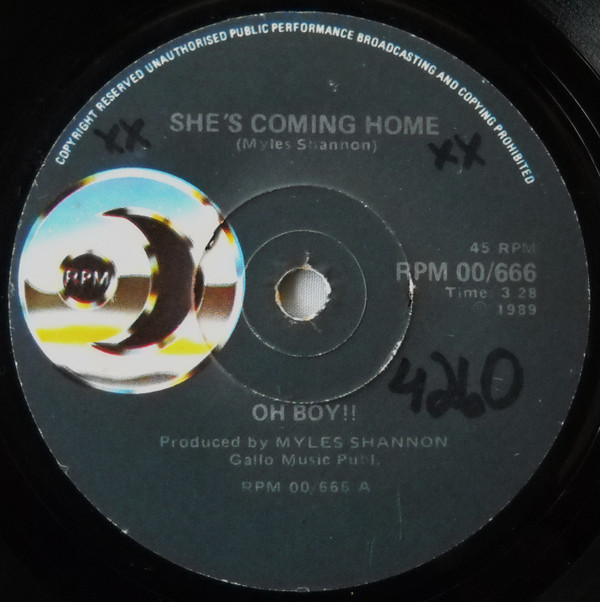 COPYRIGHT RESERVED UNAUTHORISED PUBLIC PERFORMANCE BROADCASTING AND COPYING PROHIBITED
XX
SHE'S COMING HOME
(Myles Shannon)
XX
RPM
45 RPM
RPM 00/666
Time: 3.28
℗ 1989
4260
OH BOY!!
Produced by MYLES SHANNON
Gallo Music Publ.
RPM 00/666 A